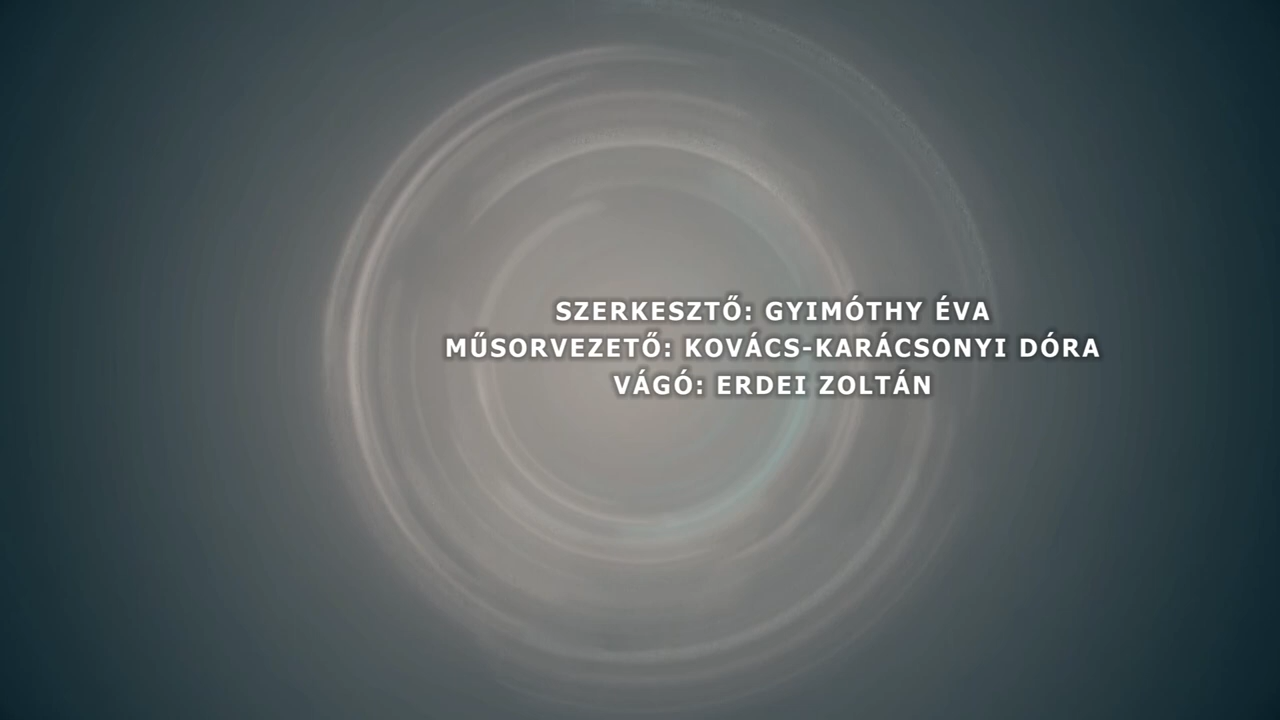 SZERKESZTŐ: GYIMÓTHY ÉVA
MŰSORVEZETŐ: KOVÁCS-KARÁCSONYI DÓRA
VÁGÓ: ERDEI ZOLTÁN